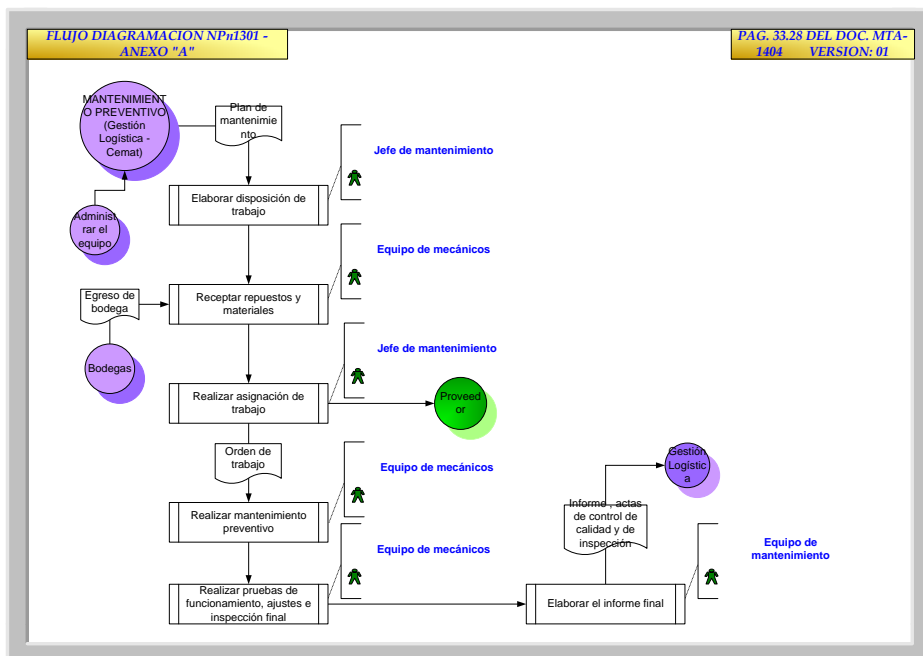 FLUJO DIAGRAMACION NPn1301 -
ANEXO "A"
PAG. 33.28 DEL DOC. MTA-
1404 VERSION: 01
MANTENIMIENT
O PREVENTIVO
(Gestión
Logística -
Cemat)
Plan de
mantenimie
nto
Jefe de mantenimiento
Elaborar disposición de
trabajo
Administ
rar el
equipo
Equipo de mecánicos
Egreso de
bodega
Receptar repuestos y
materiales
Jefe de mantenimiento
Bodegas
Realizar asignación de
trabajo
Proveed
or
Orden de
trabajo
Equipo de mecánicos
Gestión
Logístic
a
Realizar mantenimiento
preventivo
Informe , actas
de control de
calidad y de
inspección
Equipo de mecánicos
Equipo de
mantenimiento
Realizar pruebas de
funcionamiento, ajustes e
inspección final
Elaborar el informe final